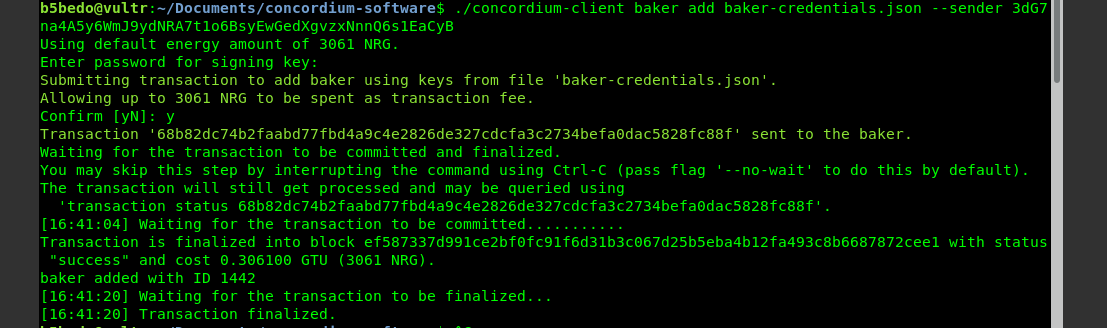 b5bedo@vultr:~/Documents/concordium-software$ ./concordium-client baker add baker-credentials.json --sender 3dG7
na4A5y6WmJ9ydNRA7t1o6BsyEwGedXgvzxNnnQ6s1EaCyB
Using default energy amount of 3061 NRG.
Enter password for signing key:
Submitting transaction to add baker using keys from file 'baker-credentials.json'.
Allowing up to 3061 NRG to be spent as transaction fee.
Confirm [yN]: y
Transaction '68b82dc74b2faabd77fbd4a9c4e2826de327cdcfa3c2734befa0dac5828fc88f' sent to the baker.
Waiting for the transaction to be committed and finalized.
You may skip this step by interrupting the command using Ctrl-C (pass flag '--no-wait' to do this by default).
The transaction will still get processed and may be queried using
  'transaction status 68b82dc74b2faabd77fbd4a9c4e2826de327cdcfa3c2734befa0dac5828fc88f'.
[16:41:04] Waiting for the transaction to be committed...........
Transaction is finalized into block ef587337d991ce2bf0fc91f6d31b3c067d25b5eba4b12fa493c8b6687872cee1 with status
 "success" and cost 0.306100 GTU (3061 NRG).
baker added with ID 1442
[16:41:20] Waiting for the transaction to be finalized...
[16:41:20] Transaction finalized.